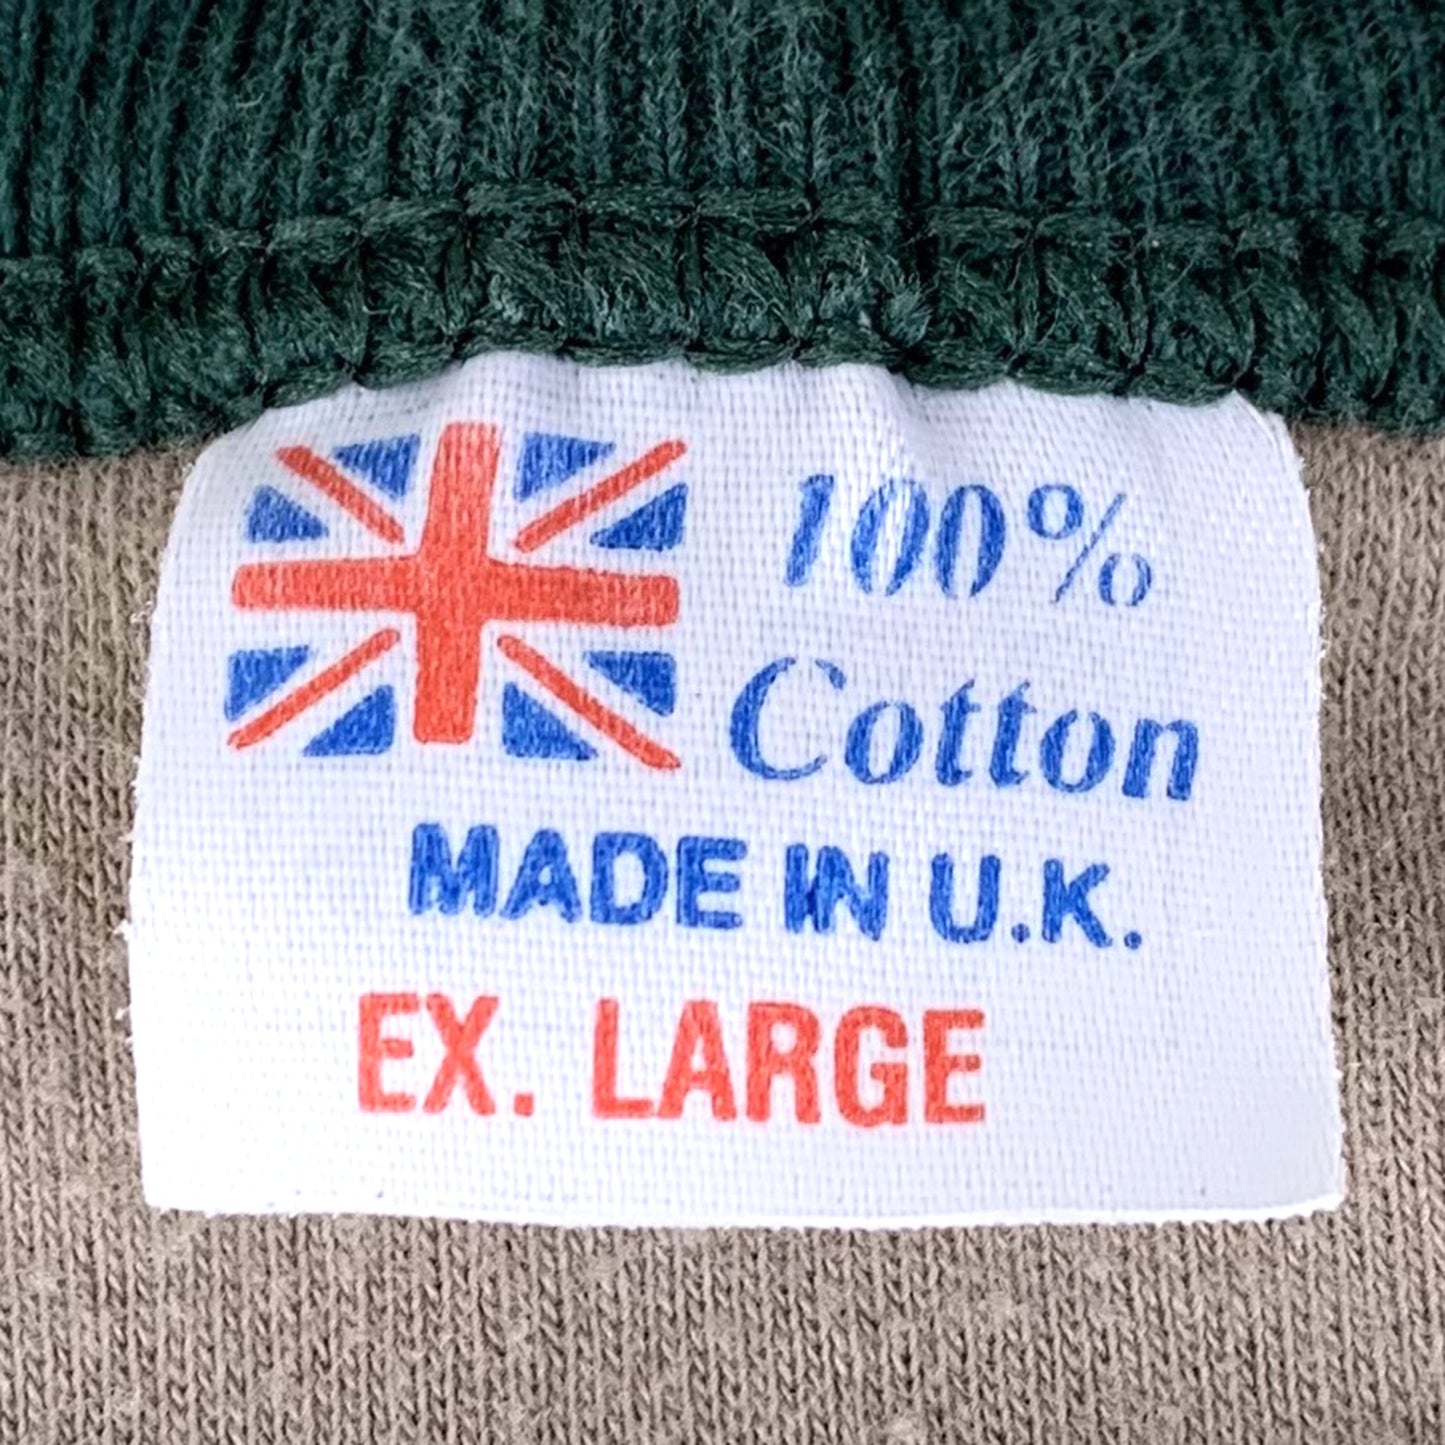 100%
Cotton
MADE IN U.K.
EX. LARGE